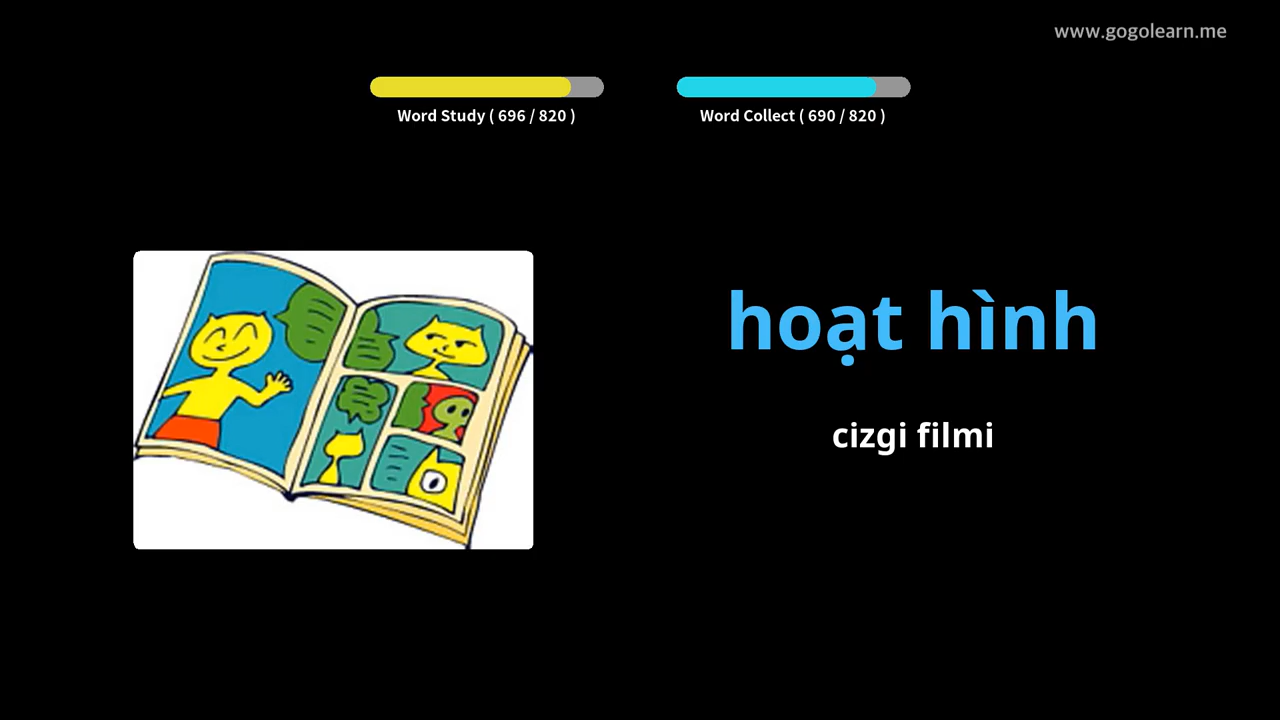 www.gogolearn.me
Word Study ( 696 / 820 )
Word Collect ( 690 / 820 )
hoạt hình
cizgi filmi